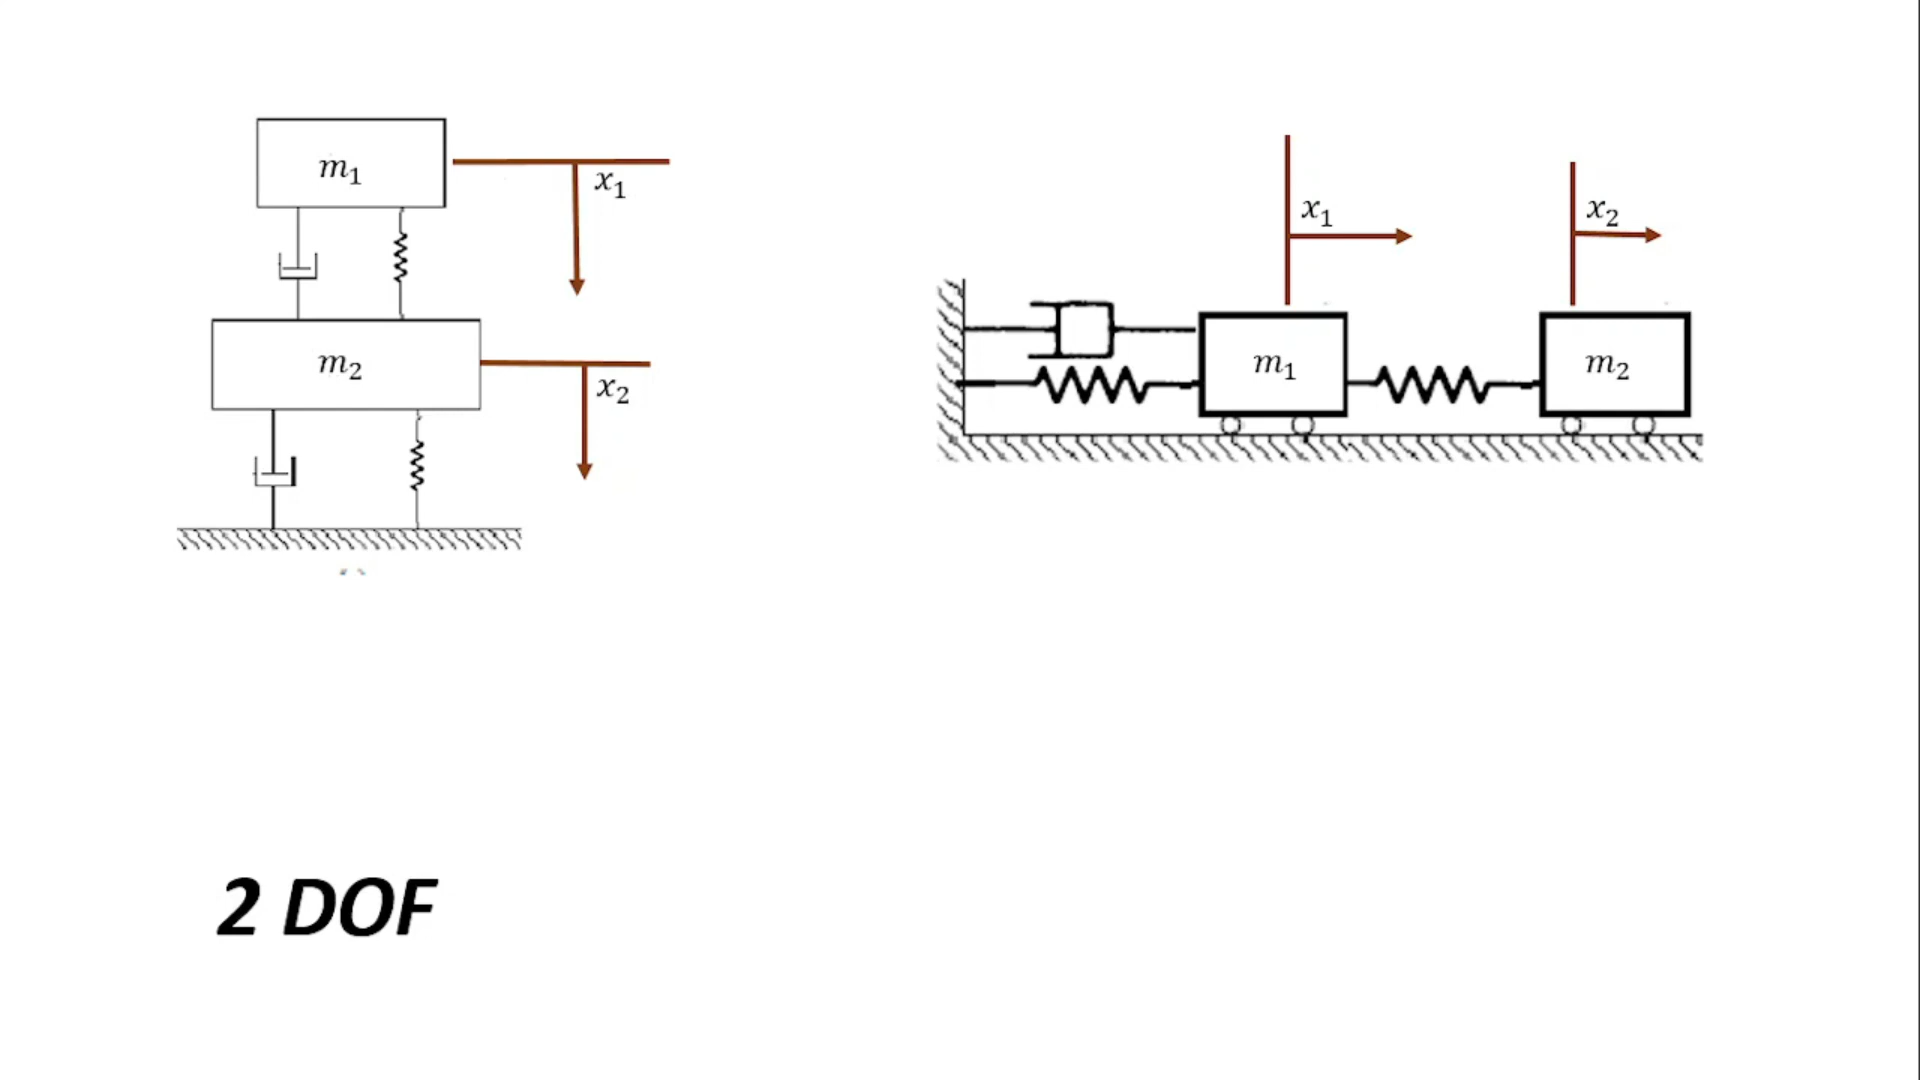 m₁
x₁
m₂
x₂
x₁
x₂
m₁
m₂
2 DOF